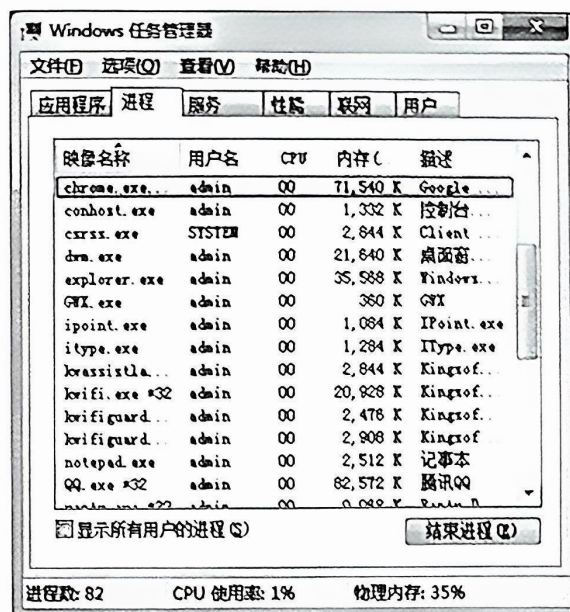 Windows 任务管理器
文件(F) 选项(O) 查看(V) 帮助(H)
应用程序 进程 服务 性能 联网 用户
映像名称 用户名 CPU 内存( 描述
chrome.exe... admin 00 71,540 K Google ...
conhost.exe admin 00 1,332 K 控制台...
csrss.exe SYSTEM 00 2,844 K Client ...
dwm.exe admin 00 21,640 K 桌面窗...
explorer.exe admin 00 35,568 K Windows...
GWX.exe admin 00 360 K GWX
ipoint.exe admin 00 1,084 K IPoint.exe
itype.exe admin 00 1,284 K IType.exe
kwassistla... admin 00 2,844 K Kingsof...
kwifi.exe *32 admin 00 20,928 K Kingsof...
kwifiguard... admin 00 2,476 K Kingsof...
kwifiguard... admin 00 2,908 K Kingsof...
notepad.exe admin 00 2,512 K 记事本
QQ.exe *32 admin 00 82,572 K 腾讯QQ
显示所有用户的进程(S) 结束进程(E)
进程数: 82 CPU 使用率: 1% 物理内存: 35%